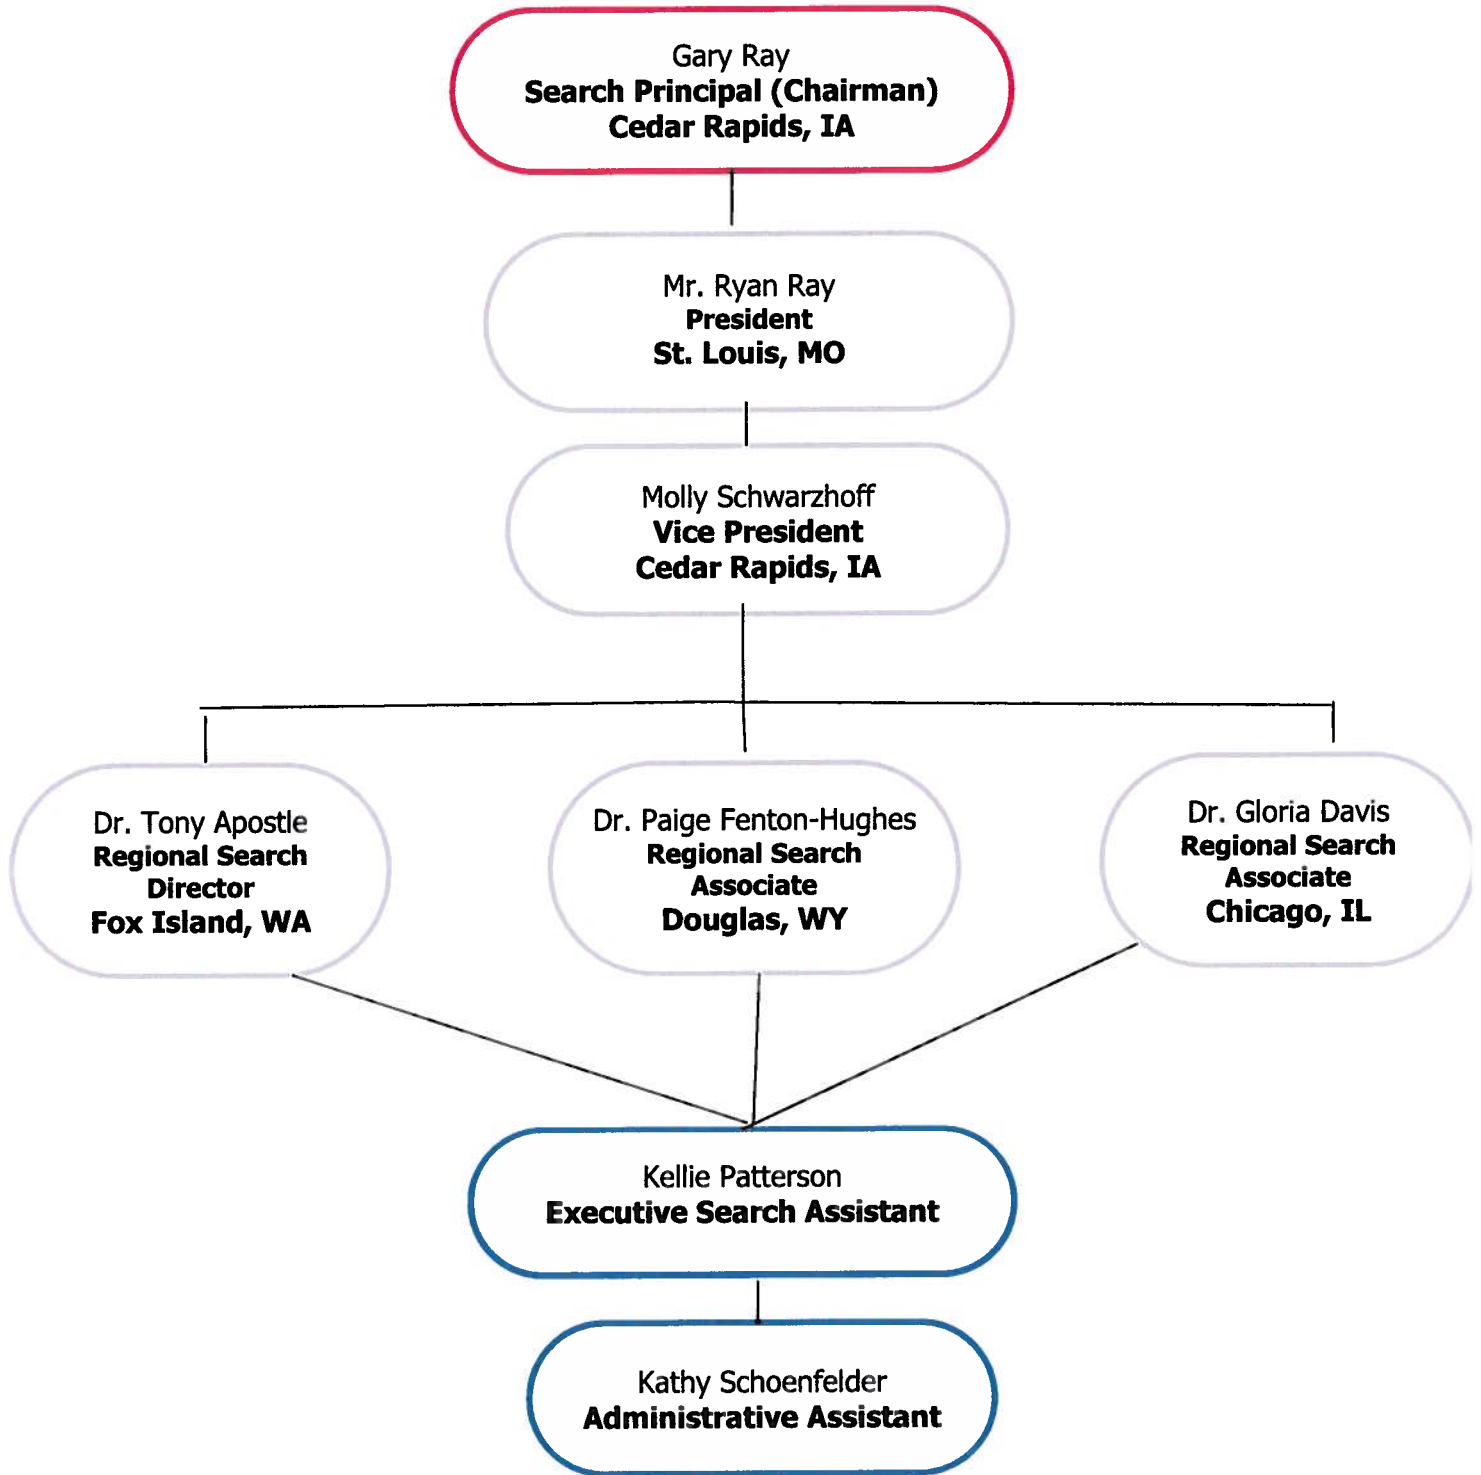 Gary Ray
Search Principal (Chairman)
Cedar Rapids, IA
Mr. Ryan Ray
President
St. Louis, MO
Molly Schwarzhoff
Vice President
Cedar Rapids, IA
Dr. Tony Apostle
Regional Search
Director
Fox Island, WA
Dr. Paige Fenton-Hughes
Regional Search
Associate
Douglas, WY
Dr. Gloria Davis
Regional Search
Associate
Chicago, IL
Kellie Patterson
Executive Search Assistant
Kathy Schoenfelder
Administrative Assistant